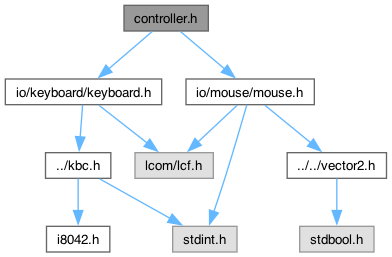 controller.h
io/keyboard/keyboard.h
io/mouse/mouse.h
../kbc.h
lcom/lcf.h
../../vector2.h
i8042.h
stdint.h
stdbool.h